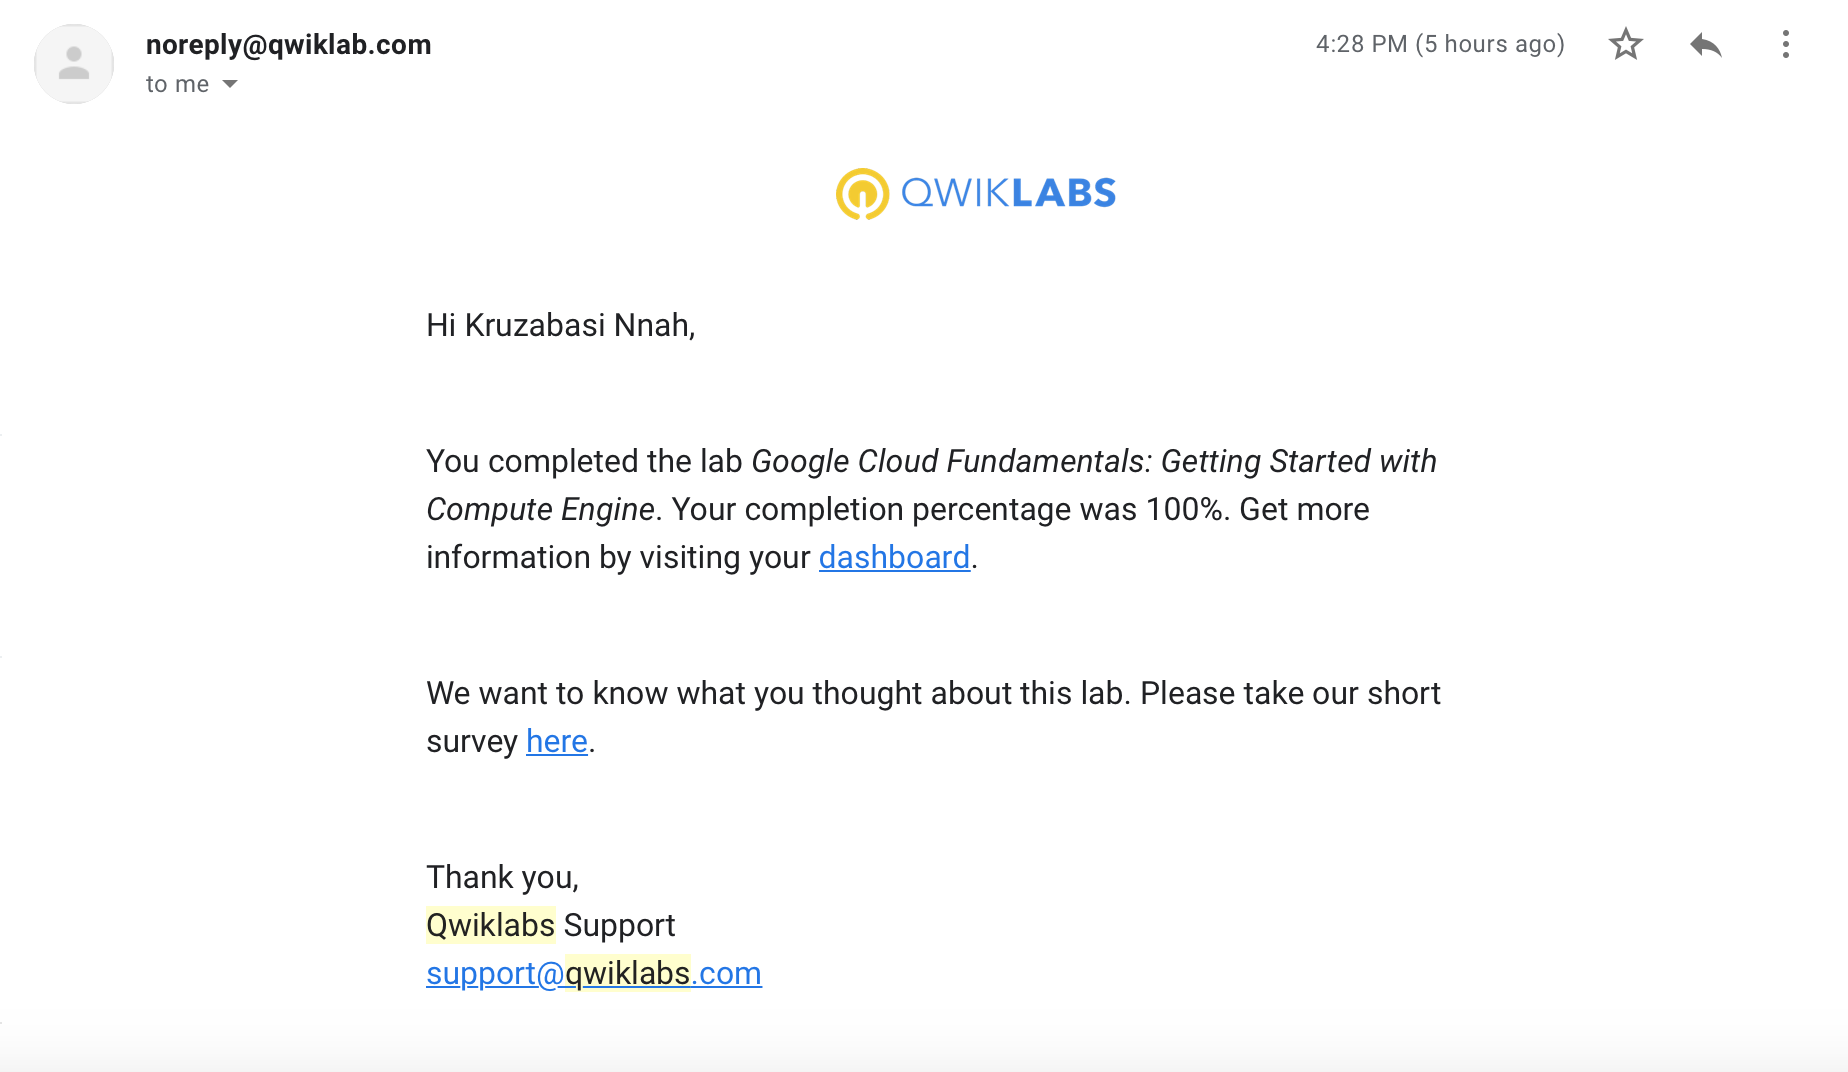 noreply@qwiklab.com
4:28 PM (5 hours ago)
to me
QWIKLABS
Hi Kruzabasi Nnah,
You completed the lab Google Cloud Fundamentals: Getting Started with
Compute Engine. Your completion percentage was 100%. Get more
information by visiting your dashboard.
We want to know what you thought about this lab. Please take our short
survey here.
Thank you,
Qwiklabs Support
support@qwiklabs.com